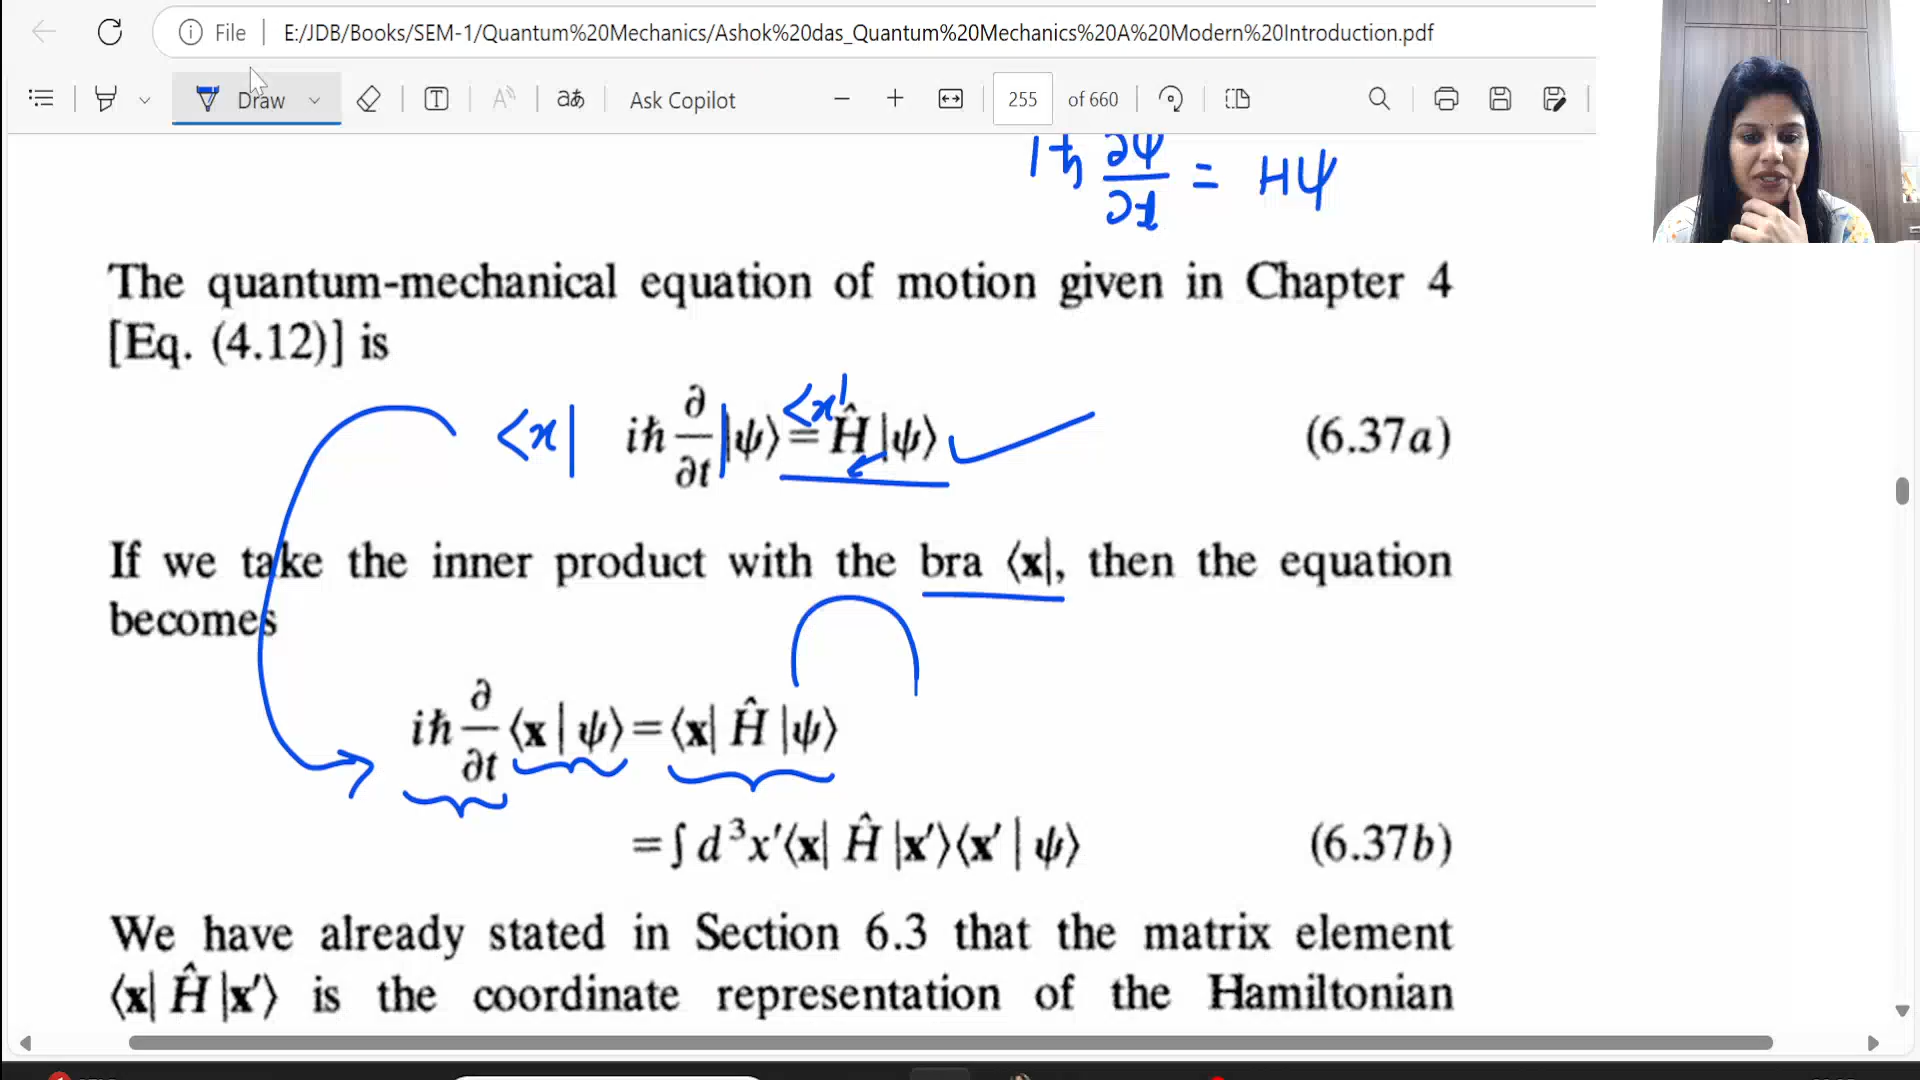 File E:/JDB/Books/SEM-1/Quantum%20Mechanics/Ashok%20das_Quantum%20Mechanics%20A%20Modern%20Introduction.pdf
Draw aあ Ask Copilot 255 of 660
iħ ∂ψ/∂t = Hψ
The quantum-mechanical equation of motion given in Chapter 4
[Eq. (4.12)] is
<x| iħ ∂/∂t |ψ⟩ = <x| Ĥ|ψ⟩ (6.37a)
If we take the inner product with the bra ⟨x|, then the equation
becomes
iħ ∂/∂t ⟨x | ψ⟩ = ⟨x| Ĥ |ψ⟩
= ∫ d³x′⟨x| Ĥ |x′⟩⟨x′ | ψ⟩ (6.37b)
We have already stated in Section 6.3 that the matrix element
⟨x| Ĥ |x′⟩ is the coordinate representation of the Hamiltonian